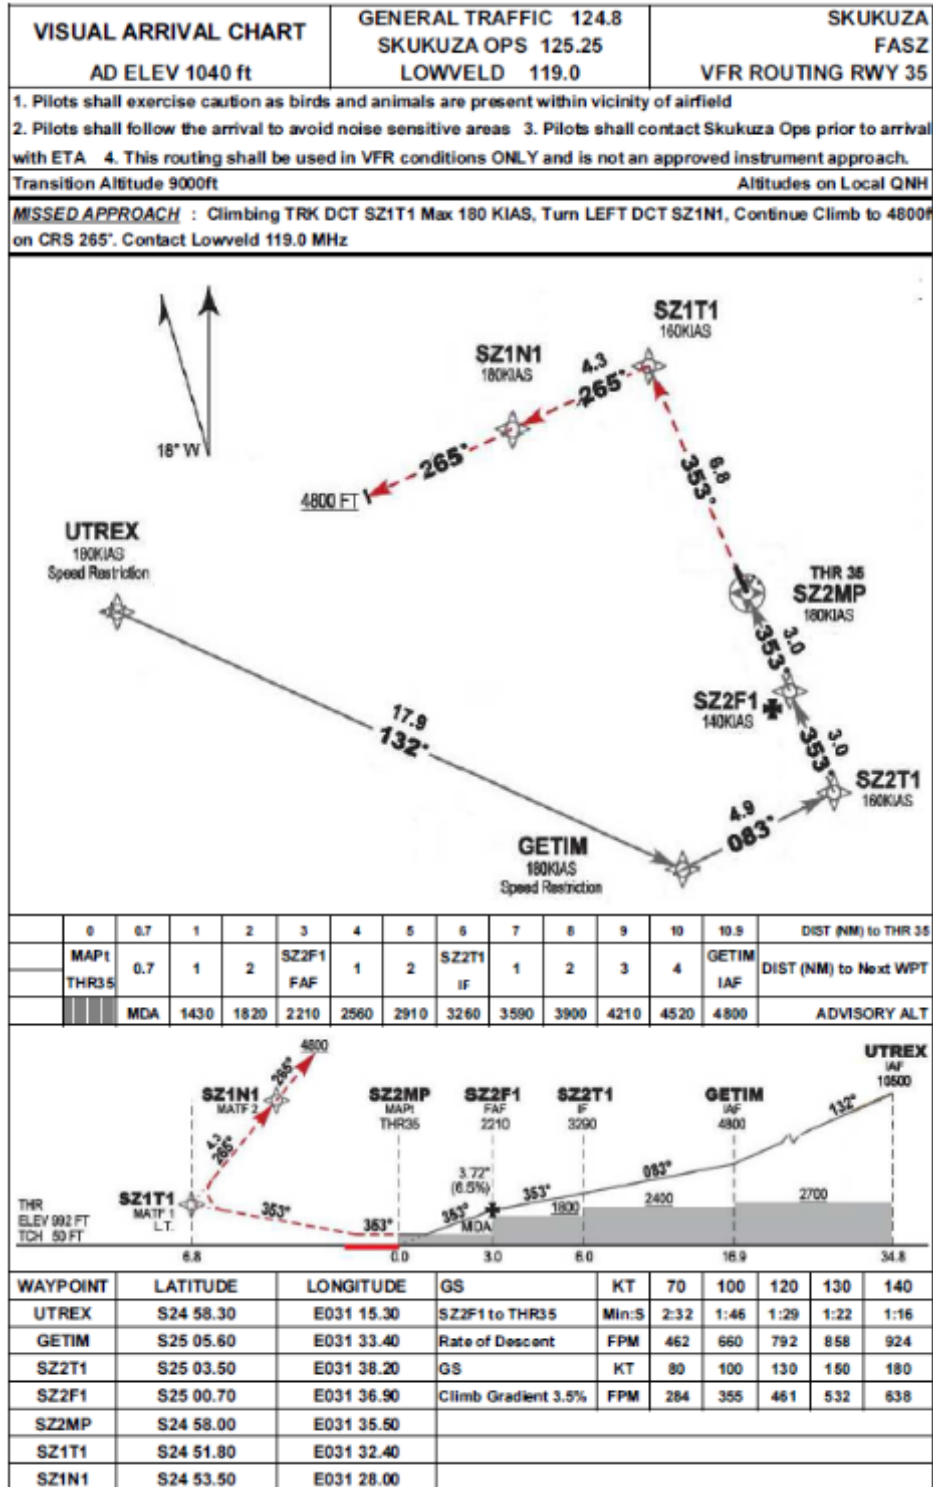 VISUAL ARRIVAL CHART
AD ELEV 1040 ft
GENERAL TRAFFIC 124.8
SKUKUZA OPS 125.25
LOWVELD 119.0
SKUKUZA
FASZ
VFR ROUTING RWY 35
1. Pilots shall exercise caution as birds and animals are present within vicinity of airfield
2. Pilots shall follow the arrival to avoid noise sensitive areas 3. Pilots shall contact Skukuza Ops prior to arrival
with ETA 4. This routing shall be used in VFR conditions ONLY and is not an approved instrument approach.
Transition Altitude 9000ft Altitudes on Local QNH
MISSED APPROACH : Climbing TRK DCT SZ1T1 Max 180 KIAS, Turn LEFT DCT SZ1N1, Continue Climb to 4800f
on CRS 265°. Contact Lowveld 119.0 MHz
18° W
SZ1T1
160KIAS
SZ1N1
180KIAS
4.3
265°
265°
4800 FT
6.8
353°
UTREX
180KIAS
Speed Restriction
THR 35
SZ2MP
180KIAS
3.0
353°
SZ2F1
140KIAS
3.0
353°
SZ2T1
160KIAS
17.9
132°
4.9
083°
GETIM
180KIAS
Speed Restriction
0 0.7 1 2 3 4 5 6 7 8 9 10 10.9 DIST (NM) to THR 35
MAPt THR35 0.7 1 2 SZ2F1 FAF 1 2 SZ2T1 IF 1 2 3 4 GETIM IAF DIST (NM) to Next WPT
MDA 1430 1820 2210 2560 2910 3260 3590 3900 4210 4520 4800 ADVISORY ALT
4800
265°
SZ1N1
MATF 2
4.3
265°
SZ1T1
MATF 1
L.T.
353°
353°
SZ2MP
MAPt
THR35
SZ2F1
FAF
2210
SZ2T1
IF
3290
GETIM
IAF
4800
UTREX
IAF
10500
3.72°
(6.5%)
353°
353°
MDA
083°
132°
1800
2400
2700
THR
ELEV 992 FT
TCH 50 FT
6.8 0.0 3.0 6.0 16.9 34.8
WAYPOINT LATITUDE LONGITUDE GS KT 70 100 120 130 140
UTREX S24 58.30 E031 15.30 SZ2F1 to THR35 Min:S 2:32 1:46 1:29 1:22 1:16
GETIM S25 05.60 E031 33.40 Rate of Descent FPM 462 660 792 858 924
SZ2T1 S25 03.50 E031 38.20 GS KT 80 100 130 150 180
SZ2F1 S25 00.70 E031 36.90 Climb Gradient 3.5% FPM 284 355 461 532 638
SZ2MP S24 58.00 E031 35.50
SZ1T1 S24 51.80 E031 32.40
SZ1N1 S24 53.50 E031 28.00